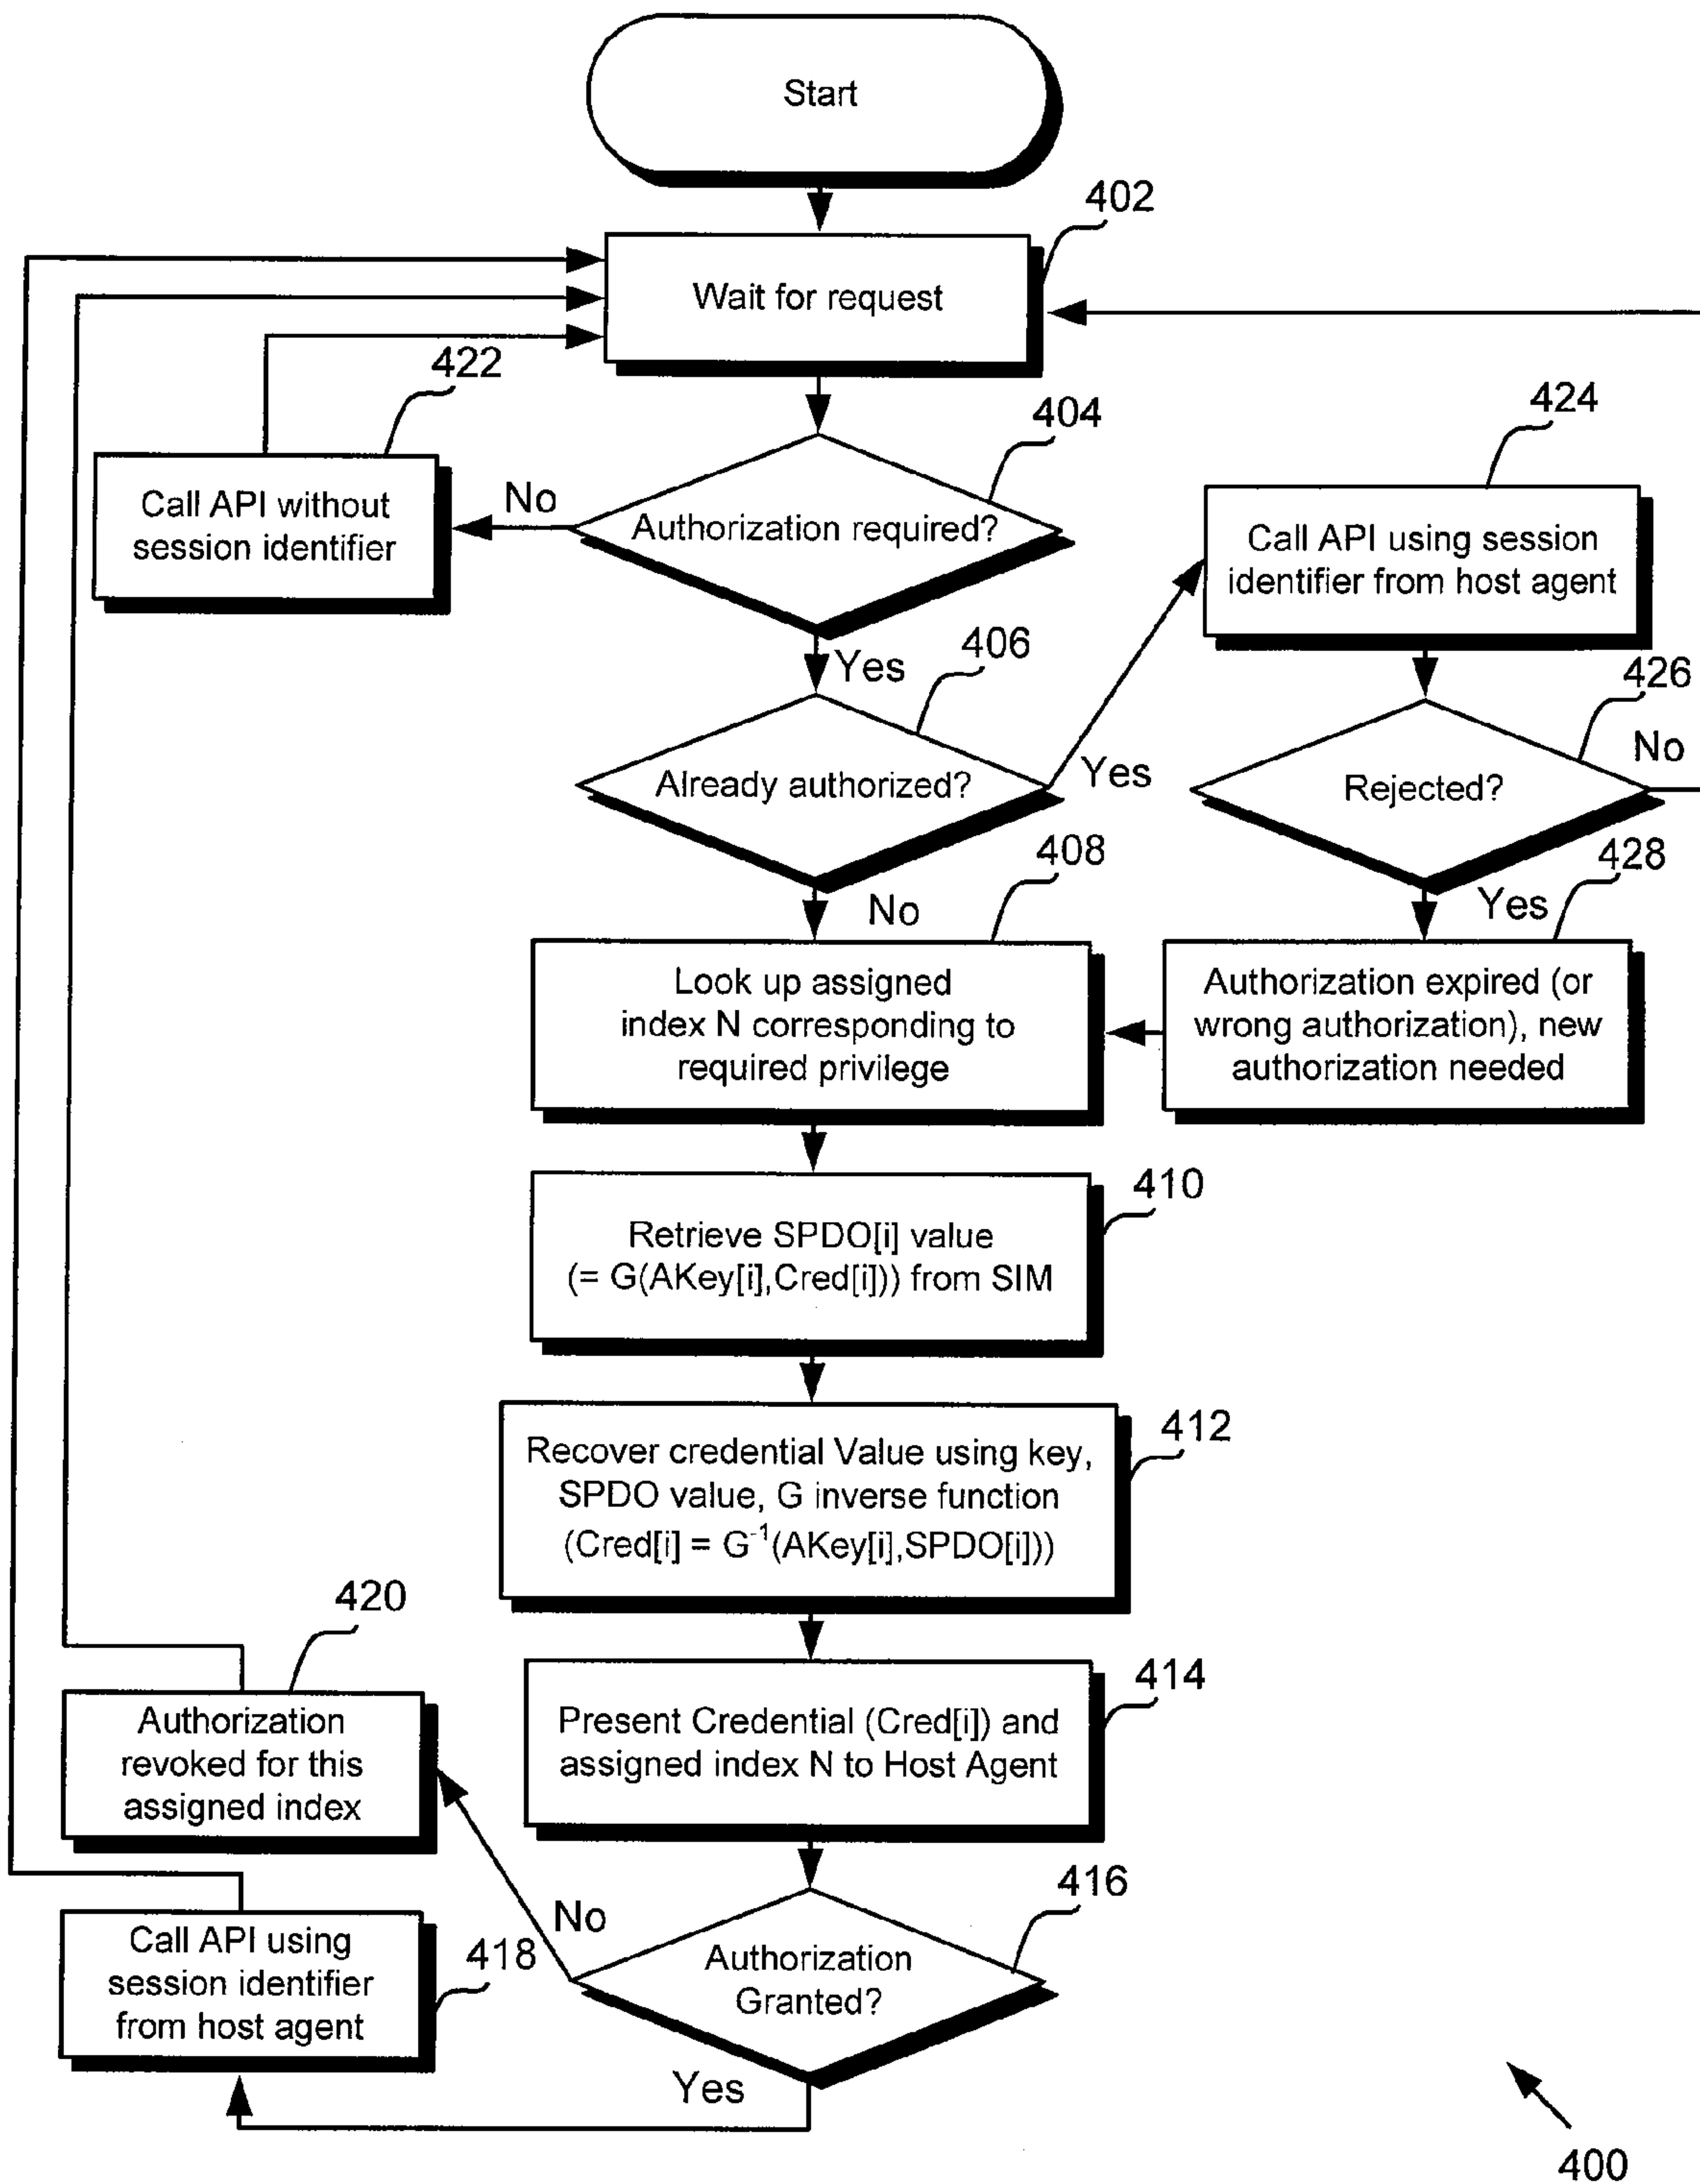 Start
402
Wait for request
422
404
424
Call API without
session identifier
No
Authorization required?
Call API using session
identifier from host agent
Yes
406
426
Already authorized?
Yes
Rejected?
No
408
428
No
Yes
Look up assigned
index N corresponding to
required privilege
Authorization expired (or
wrong authorization), new
authorization needed
410
Retrieve SPDO[i] value
(= G(AKey[i],Cred[i])) from SIM
412
Recover credential Value using key,
SPDO value, G inverse function
(Cred[i] = G⁻¹(AKey[i],SPDO[i]))
420
414
Authorization
revoked for this
assigned index
Present Credential (Cred[i]) and
assigned index N to Host Agent
416
No
Call API using
session identifier
from host agent
418
Authorization
Granted?
Yes
400